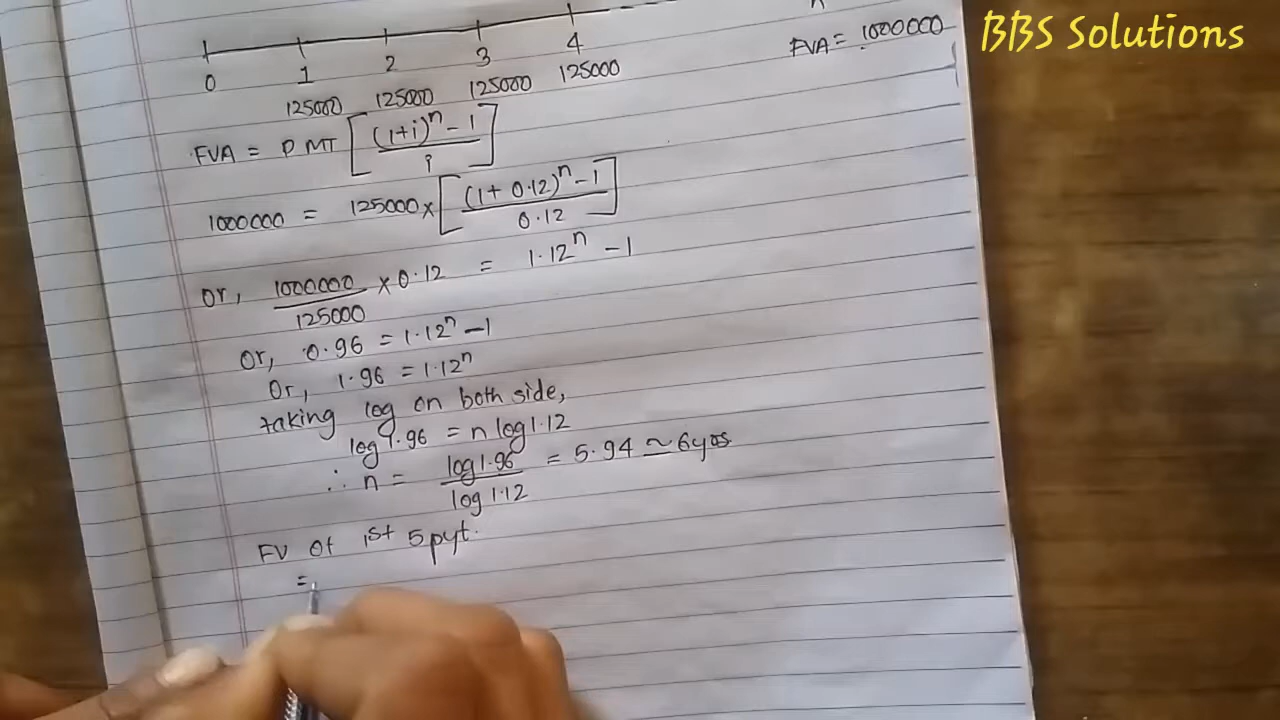 BBS Solutions
FVA = 1000000
0 1 2 3 4
125000 125000 125000 125000
FVA = PMT [ (1+i)^n - 1 / i ]
1000000 = 125000 × [ (1 + 0.12)^n - 1 / 0.12 ]
Or, 1000000 / 125000 × 0.12 = 1.12^n - 1
Or, 0.96 = 1.12^n - 1
Or, 1.96 = 1.12^n
taking log on both side,
log 1.96 = n log 1.12
∴ n = log 1.96 / log 1.12 = 5.94 ≃ 6 yrs
FV of 1st 5 pyt.
=